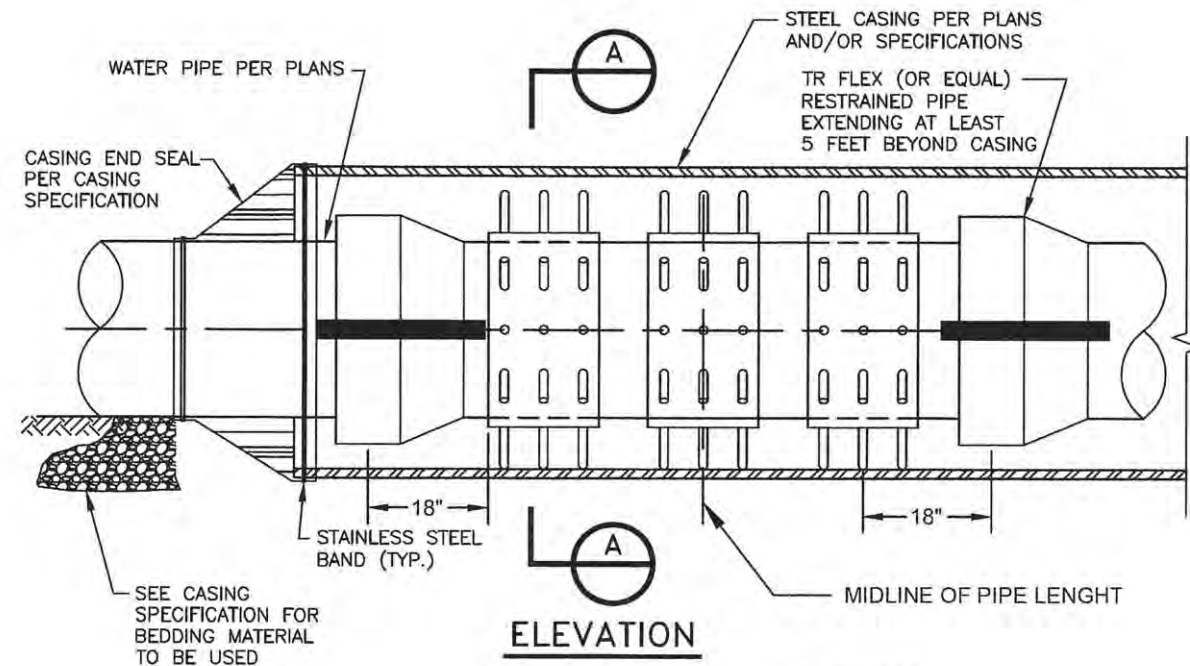 STEEL CASING PER PLANS
AND/OR SPECIFICATIONS
A
WATER PIPE PER PLANS
TR FLEX (OR EQUAL)
RESTRAINED PIPE
EXTENDING AT LEAST
5 FEET BEYOND CASING
CASING END SEAL
PER CASING
SPECIFICATION
18"
18"
STAINLESS STEEL
BAND (TYP.)
A
SEE CASING
SPECIFICATION FOR
BEDDING MATERIAL
TO BE USED
MIDLINE OF PIPE LENGHT
ELEVATION